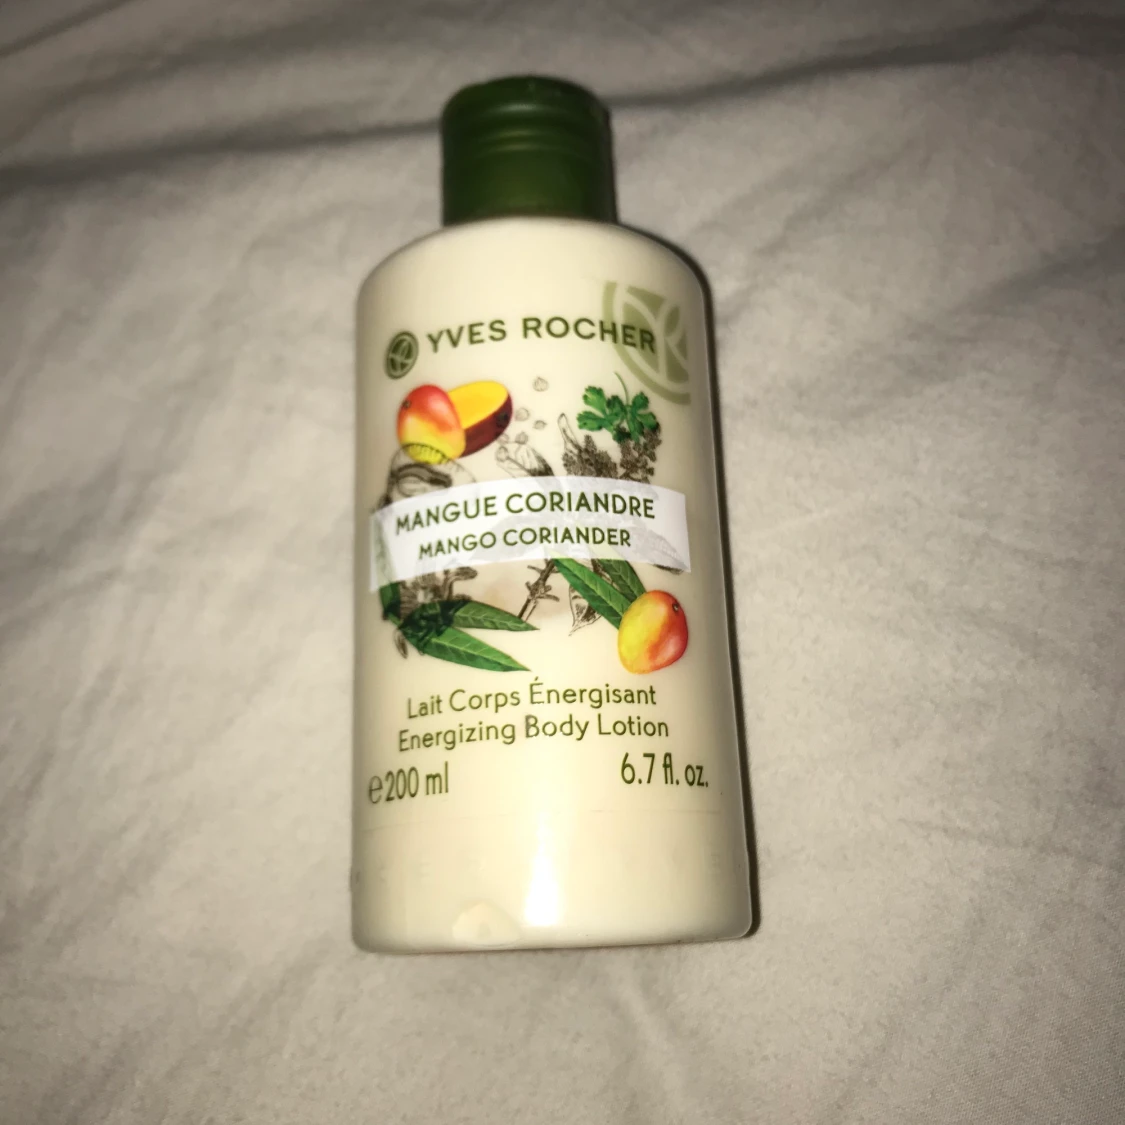 YVES ROCHER
MANGUE CORIANDRE
MANGO CORIANDER
Lait Corps Énergisant
Energizing Body Lotion
℮200 ml 6.7 fl. oz.